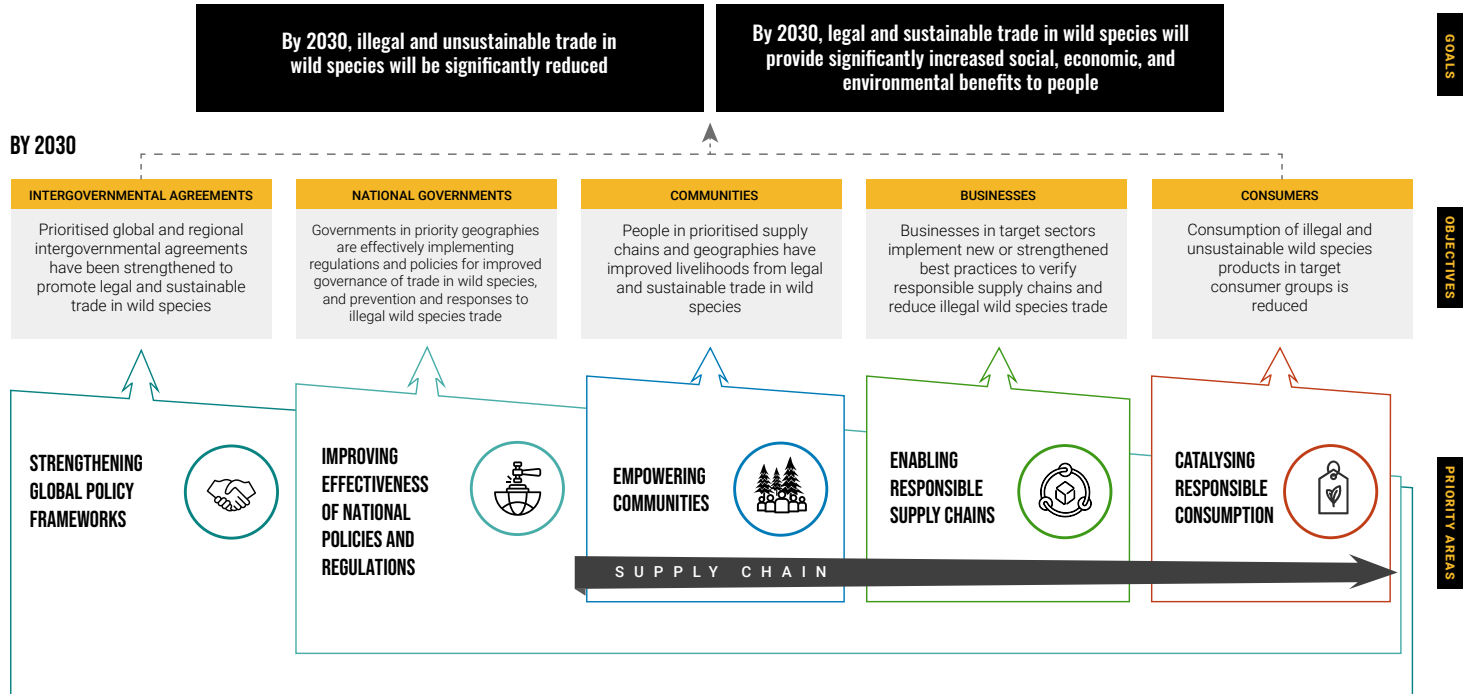 By 2030, illegal and unsustainable trade in
wild species will be significantly reduced
By 2030, legal and sustainable trade in wild species will
provide significantly increased social, economic, and
environmental benefits to people
GOALS
BY 2030
INTERGOVERNMENTAL AGREEMENTS
Prioritised global and regional
intergovernmental agreements
have been strengthened to
promote legal and sustainable
trade in wild species
NATIONAL GOVERNMENTS
Governments in priority geographies
are effectively implementing
regulations and policies for improved
governance of trade in wild species,
and prevention and responses to
illegal wild species trade
COMMUNITIES
People in prioritised supply
chains and geographies have
improved livelihoods from legal
and sustainable trade in wild
species
BUSINESSES
Businesses in target sectors
implement new or strengthened
best practices to verify
responsible supply chains and
reduce illegal wild species trade
CONSUMERS
Consumption of illegal and
unsustainable wild species
products in target
consumer groups is
reduced
OBJECTIVES
STRENGTHENING
GLOBAL POLICY
FRAMEWORKS
IMPROVING
EFFECTIVENESS
OF NATIONAL
POLICIES AND
REGULATIONS
EMPOWERING
COMMUNITIES
ENABLING
RESPONSIBLE
SUPPLY CHAINS
CATALYSING
RESPONSIBLE
CONSUMPTION
PRIORITY AREAS
SUPPLY CHAIN